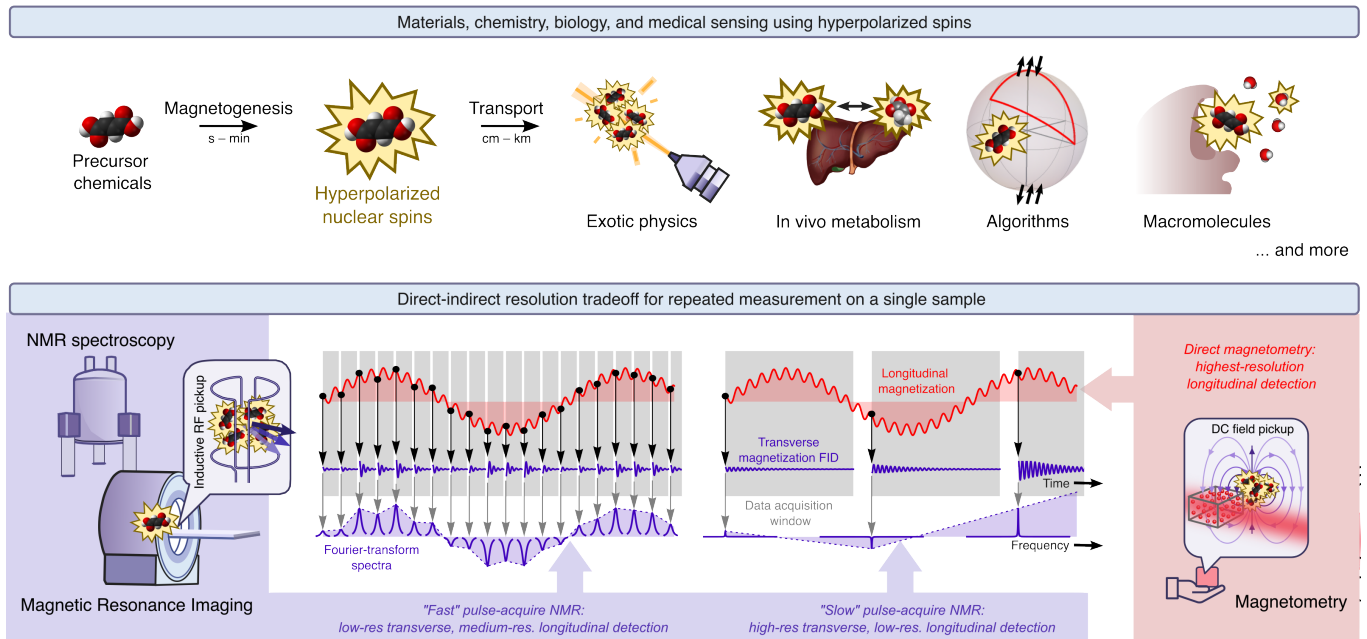 Materials, chemistry, biology, and medical sensing using hyperpolarized spins
Magnetogenesis
s – min
Transport
cm – km
Precursor
chemicals
Hyperpolarized
nuclear spins
Exotic physics
In vivo metabolism
Algorithms
Macromolecules
... and more
Direct-indirect resolution tradeoff for repeated measurement on a single sample
NMR spectroscopy
Inductive RF pickup
Magnetic Resonance Imaging
Longitudinal
magnetization
Transverse
magnetization FID
Time
Data acquisition
window
Fourier-transform
spectra
Frequency
"Fast" pulse-acquire NMR:
low-res transverse, medium-res. longitudinal detection
"Slow" pulse-acquire NMR:
high-res transverse, low-res. longitudinal detection
Direct magnetometry:
highest-resolution
longitudinal detection
DC field pickup
Magnetometry